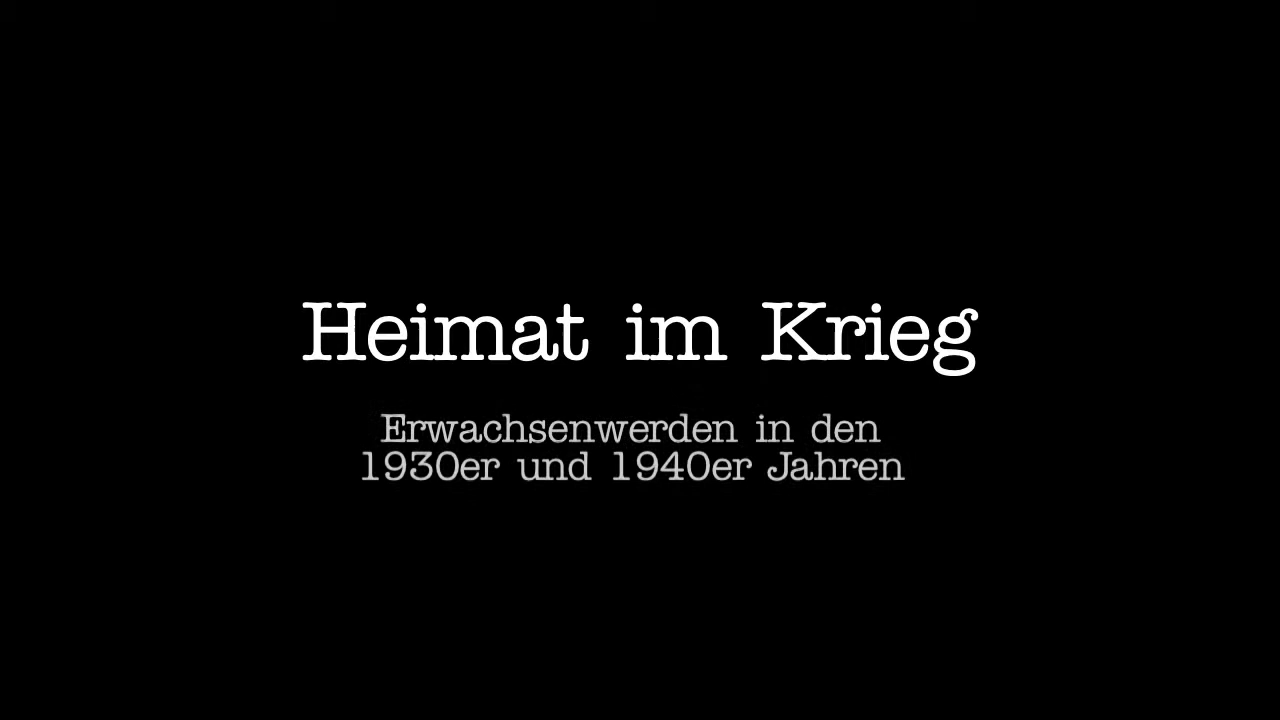 Heimat im Krieg
Erwachsenwerden in den
1930er und 1940er Jahren